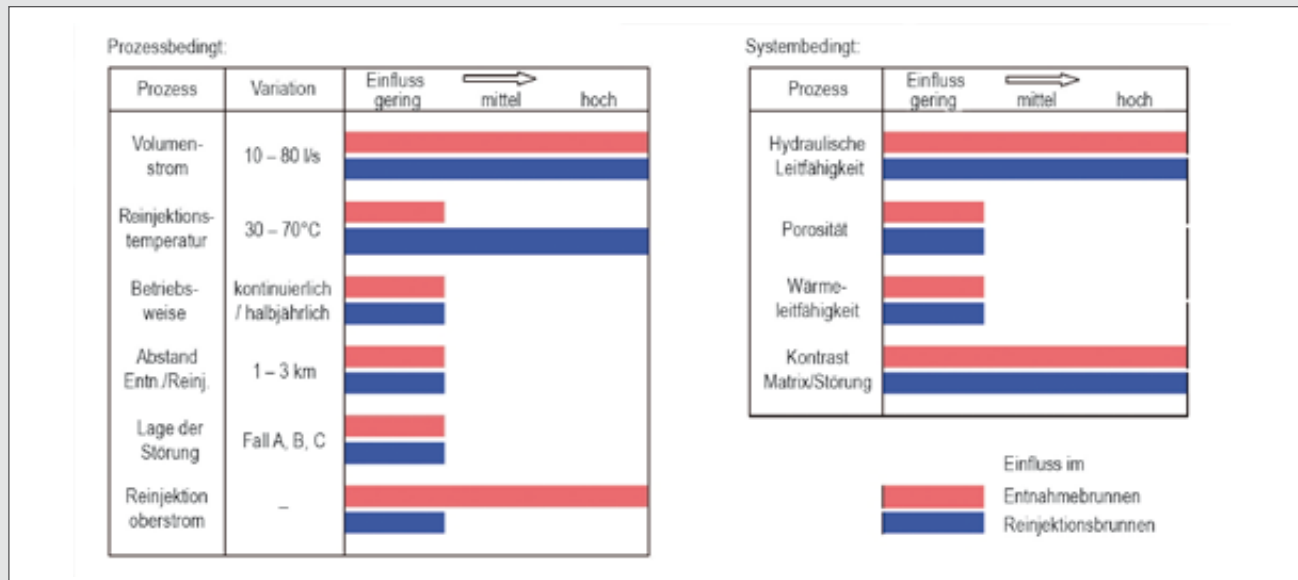 Prozessbedingt:
Prozess Variation Einfluss gering mittel hoch
Volumen-
strom
10 – 80 l/s
Reinjektions-
temperatur
30 – 70°C
Betriebs-
weise
kontinuierlich
/ halbjährlich
Abstand
Entn./Reinj.
1 – 3 km
Lage der
Störung
Fall A, B, C
Reinjektion
oberstrom
–
Systembedingt:
Prozess Einfluss gering mittel hoch
Hydraulische
Leitfähigkeit
Porosität
Wärme-
leitfähigkeit
Kontrast
Matrix/Störung
Einfluss im
Entnahmebrunnen
Reinjektionsbrunnen